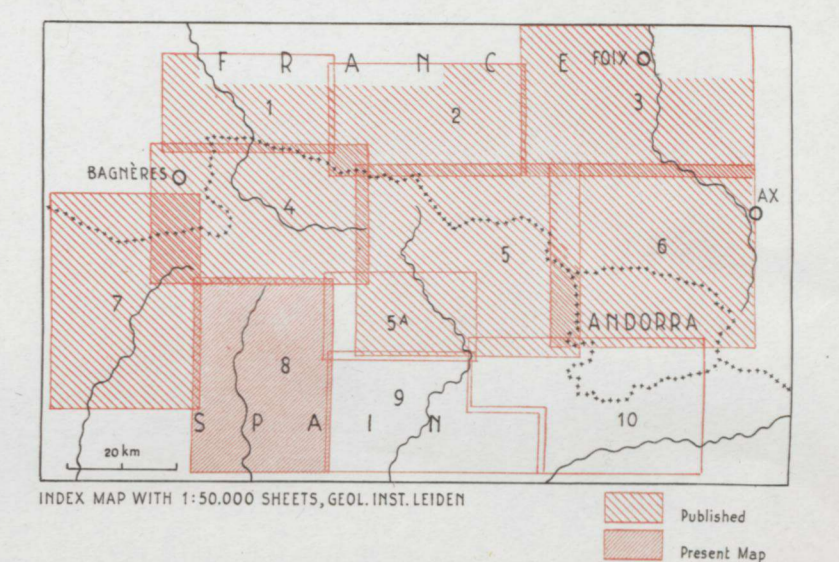 F R A N C E
FOIX
1
2
3
BAGNÈRES
AX
4
5
6
7
5A
ANDORRA
8
9
S P A I N
10
20 km
INDEX MAP WITH 1:50.000 SHEETS, GEOL. INST. LEIDEN
Published
Present Map